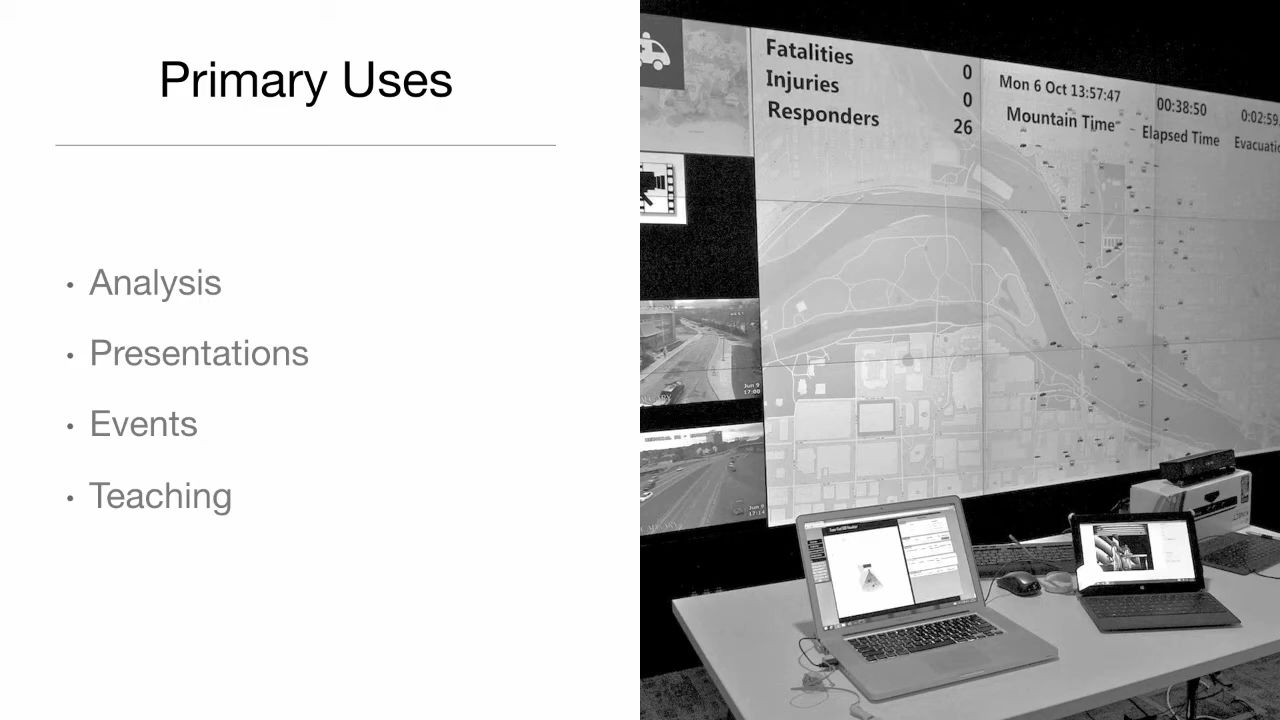 Primary Uses
• Analysis
• Presentations
• Events
• Teaching
Fatalities 0
Injuries 0
Responders 26
Mon 6 Oct 13:57:47
Mountain Time
00:38:50
Elapsed Time
0:02:59
Evacuatio
Jun 9
17:00
Jun 9
17:14
KINECT